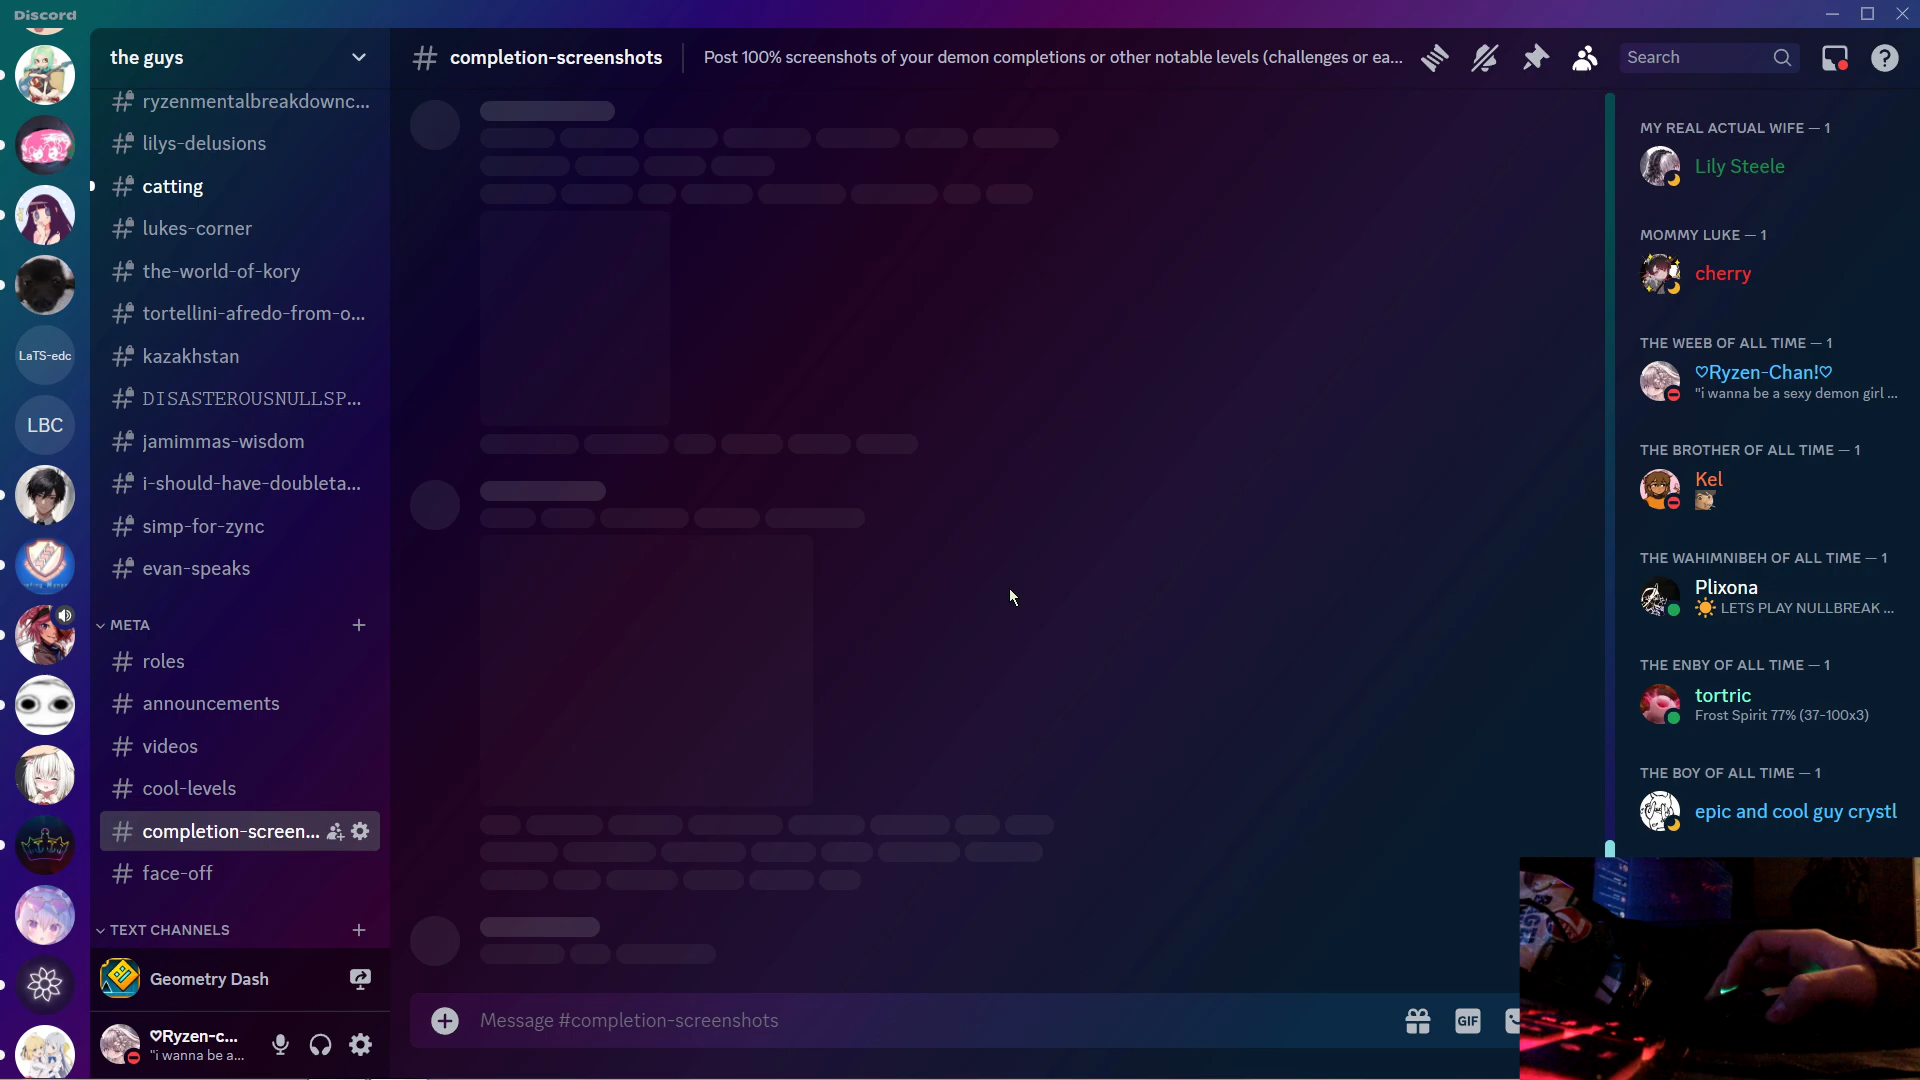 Discord
the guys
completion-screenshots
Post 100% screenshots of your demon completions or other notable levels (challenges or ea...
Search
ryzenmentalbreakdownc...
lilys-delusions
catting
lukes-corner
the-world-of-kory
tortellini-afredo-from-o...
kazakhstan
DISASTEROUSNULLSP...
jamimmas-wisdom
i-should-have-doubleta...
simp-for-zync
evan-speaks
META
roles
announcements
videos
cool-levels
completion-screen...
face-off
TEXT CHANNELS
Geometry Dash
♡Ryzen-c...
"i wanna be a...
LaTS-edc
LBC
Message #completion-screenshots
GIF
MY REAL ACTUAL WIFE — 1
Lily Steele
MOMMY LUKE — 1
cherry
THE WEEB OF ALL TIME — 1
♡Ryzen-Chan!♡
"i wanna be a sexy demon girl ...
THE BROTHER OF ALL TIME — 1
Kel
THE WAHIMNIBEH OF ALL TIME — 1
Plixona
LETS PLAY NULLBREAK ...
THE ENBY OF ALL TIME — 1
tortric
Frost Spirit 77% (37-100x3)
THE BOY OF ALL TIME — 1
epic and cool guy crystl